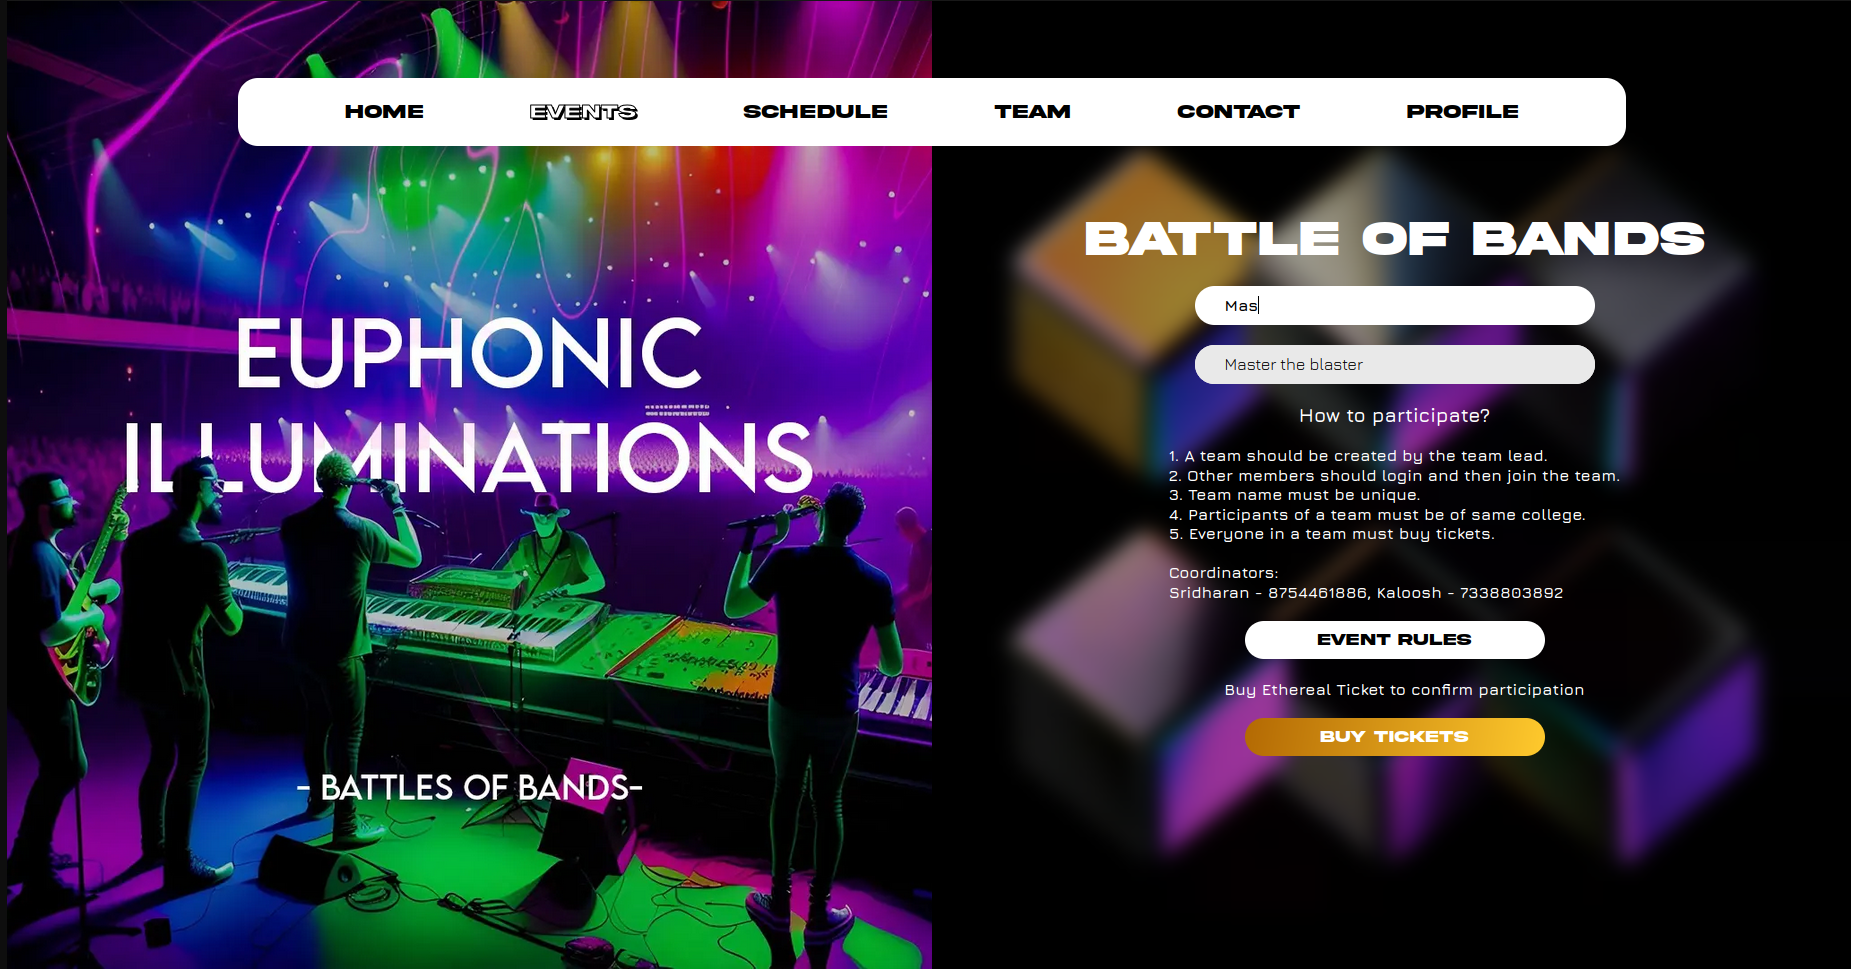 HOME EVENTS SCHEDULE TEAM CONTACT PROFILE
EUPHONIC
ILLUMINATIONS
- BATTLES OF BANDS-
BATTLE OF BANDS
Mas
Master the blaster
How to participate?
1. A team should be created by the team lead.
2. Other members should login and then join the team.
3. Team name must be unique.
4. Participants of a team must be of same college.
5. Everyone in a team must buy tickets.
Coordinators:
Sridharan - 8754461886, Kaloosh - 7338803892
EVENT RULES
Buy Ethereal Ticket to confirm participation
BUY TICKETS